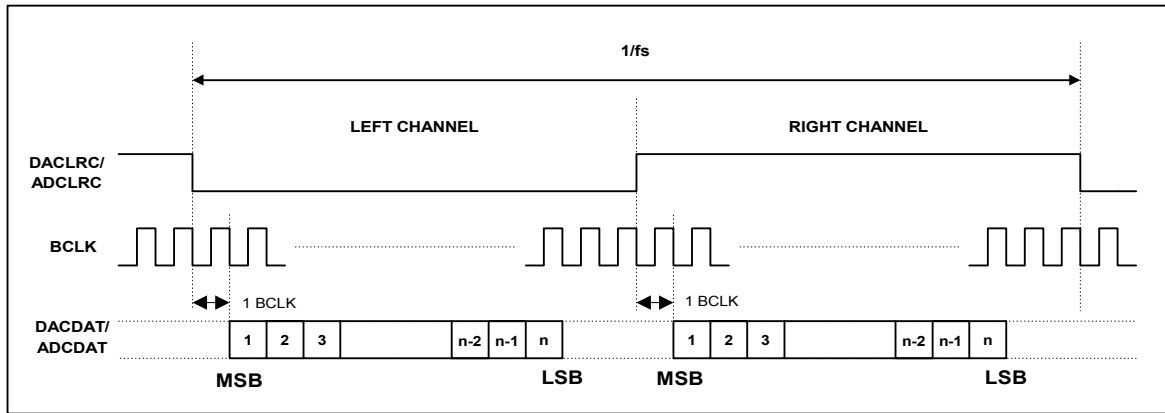 1/fs
LEFT CHANNEL RIGHT CHANNEL
DACLRC/
ADCLRC
BCLK
1 BCLK 1 BCLK
DACDAT/
ADCDAT
1 2 3 n-2 n-1 n 1 2 3 n-2 n-1 n
MSB LSB MSB LSB